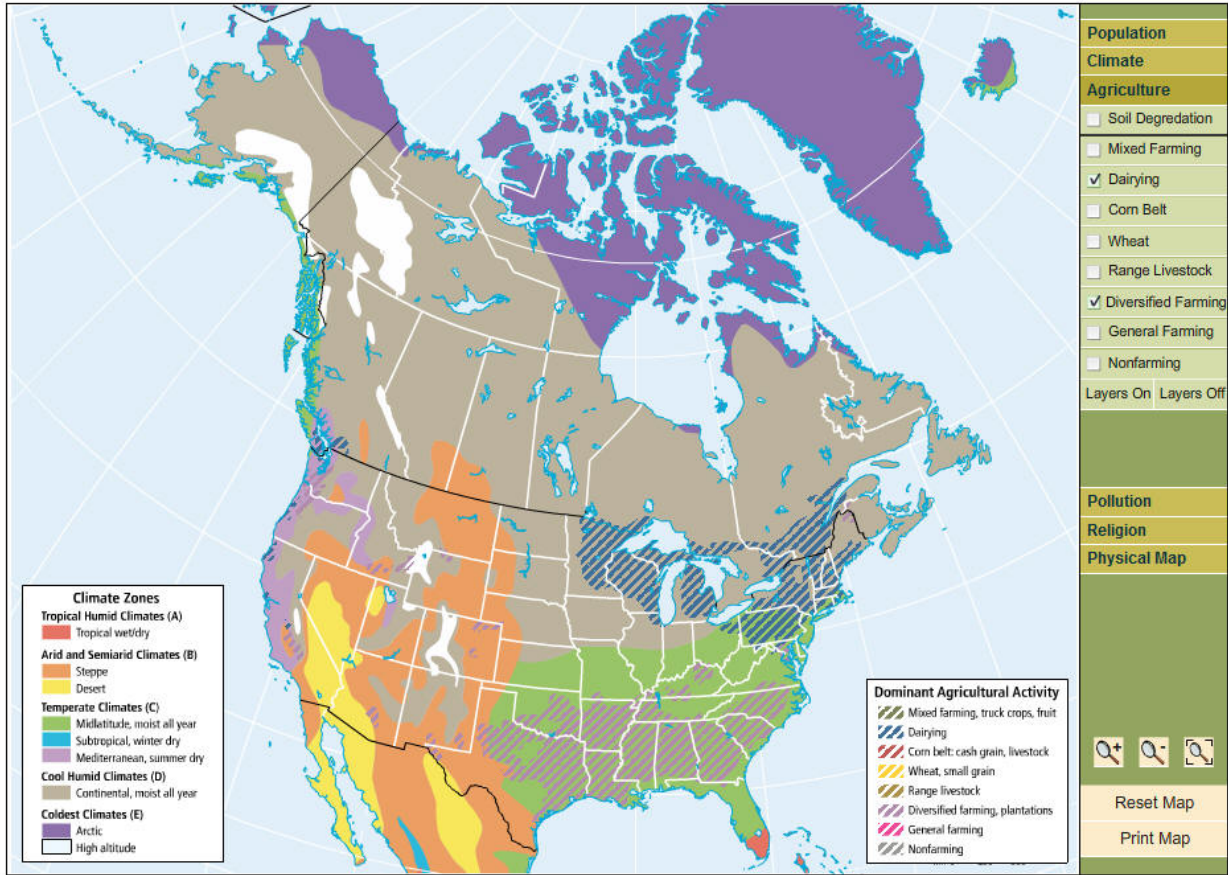 Population
Climate
Agriculture
Soil Degredation
Mixed Farming
Dairying
Corn Belt
Wheat
Range Livestock
Diversified Farming
General Farming
Nonfarming
Layers On Layers Off
Pollution
Religion
Physical Map
Reset Map
Print Map
Climate Zones
Tropical Humid Climates (A)
Tropical wet/dry
Arid and Semiarid Climates (B)
Steppe
Desert
Temperate Climates (C)
Midlatitude, moist all year
Subtropical, winter dry
Mediterranean, summer dry
Cool Humid Climates (D)
Continental, moist all year
Coldest Climates (E)
Arctic
High altitude
Dominant Agricultural Activity
Mixed farming, truck crops, fruit
Dairying
Corn belt: cash grain, livestock
Wheat, small grain
Range livestock
Diversified farming, plantations
General farming
Nonfarming